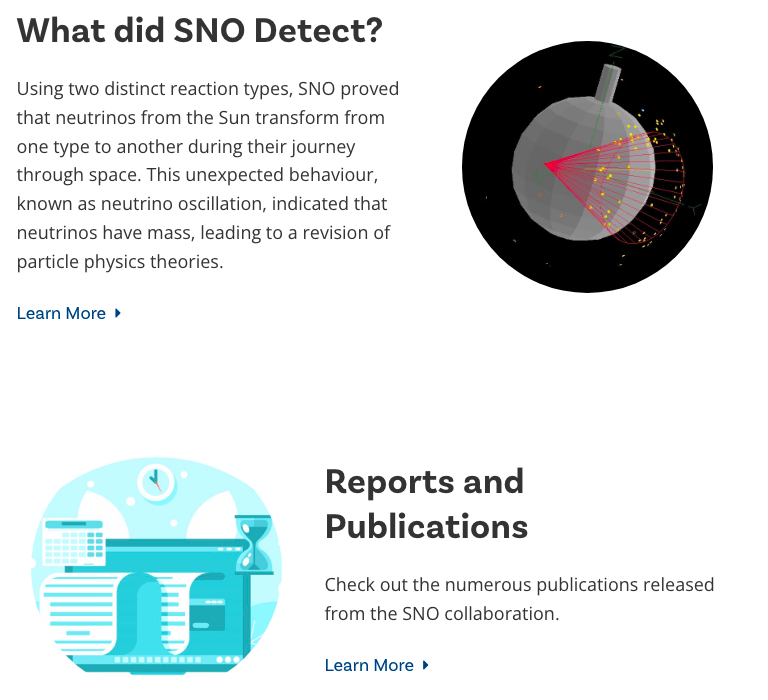 What did SNO Detect?
Using two distinct reaction types, SNO proved
that neutrinos from the Sun transform from
one type to another during their journey
through space. This unexpected behaviour,
known as neutrino oscillation, indicated that
neutrinos have mass, leading to a revision of
particle physics theories.
Learn More
Reports and
Publications
Check out the numerous publications released
from the SNO collaboration.
Learn More